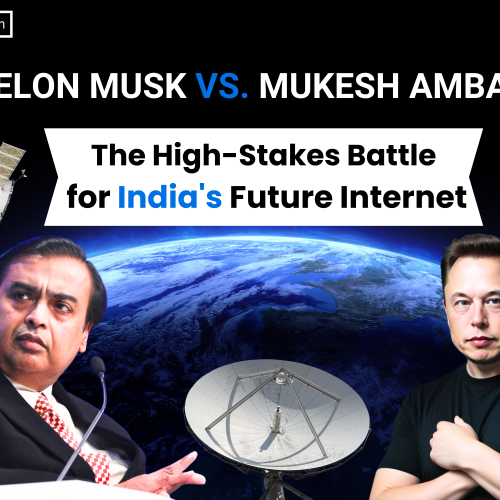 ELON MUSK VS. MUKESH AMBA
The High-Stakes Battle
for India's Future Internet